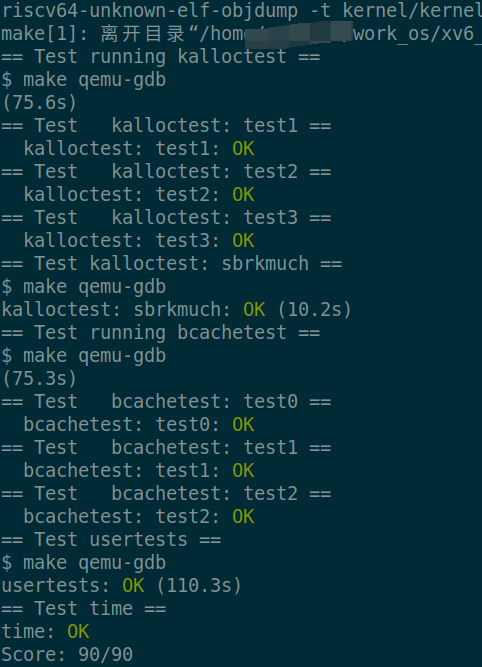 riscv64-unknown-elf-objdump -t kernel/kernel
make[1]: 离开目录“/home/ /work_os/xv6_
== Test running kalloctest ==
$ make qemu-gdb
(75.6s)
== Test   kalloctest: test1 ==
  kalloctest: test1: OK
== Test   kalloctest: test2 ==
  kalloctest: test2: OK
== Test   kalloctest: test3 ==
  kalloctest: test3: OK
== Test kalloctest: sbrkmuch ==
$ make qemu-gdb
kalloctest: sbrkmuch: OK (10.2s)
== Test running bcachetest ==
$ make qemu-gdb
(75.3s)
== Test   bcachetest: test0 ==
  bcachetest: test0: OK
== Test   bcachetest: test1 ==
  bcachetest: test1: OK
== Test   bcachetest: test2 ==
  bcachetest: test2: OK
== Test usertests ==
$ make qemu-gdb
usertests: OK (110.3s)
== Test time ==
time: OK
Score: 90/90